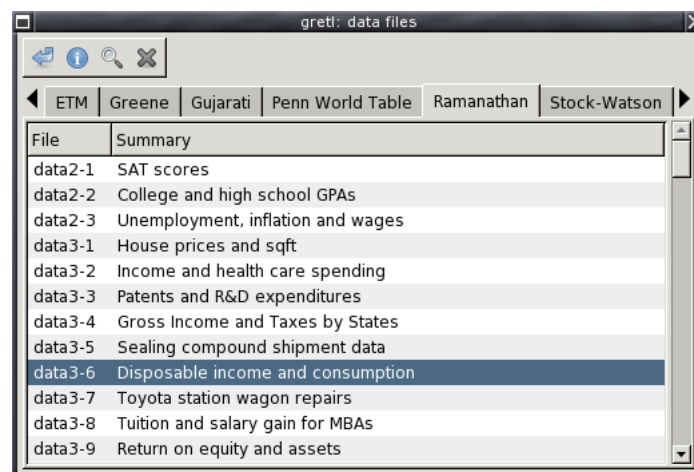 gretl: data files
ETM Greene Gujarati Penn World Table Ramanathan Stock-Watson
File Summary
data2-1 SAT scores
data2-2 College and high school GPAs
data2-3 Unemployment, inflation and wages
data3-1 House prices and sqft
data3-2 Income and health care spending
data3-3 Patents and R&D expenditures
data3-4 Gross Income and Taxes by States
data3-5 Sealing compound shipment data
data3-6 Disposable income and consumption
data3-7 Toyota station wagon repairs
data3-8 Tuition and salary gain for MBAs
data3-9 Return on equity and assets